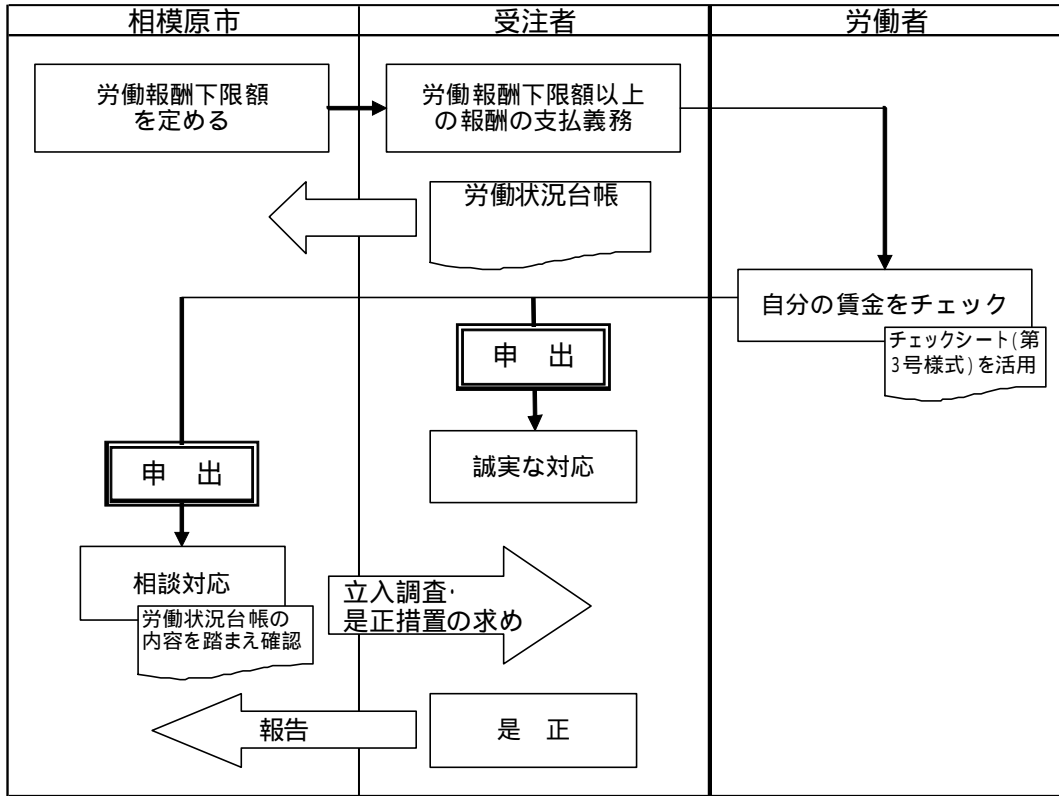 相模原市
受注者
労働者
労働報酬下限額
を定める
労働報酬下限額以上
の報酬の支払義務
労働状況台帳
自分の賃金をチェック
チェックシート(第
3号様式)を活用
申 出
誠実な対応
申 出
相談対応
労働状況台帳の
内容を踏まえ確認
立入調査・
是正措置の求め
報告
是 正